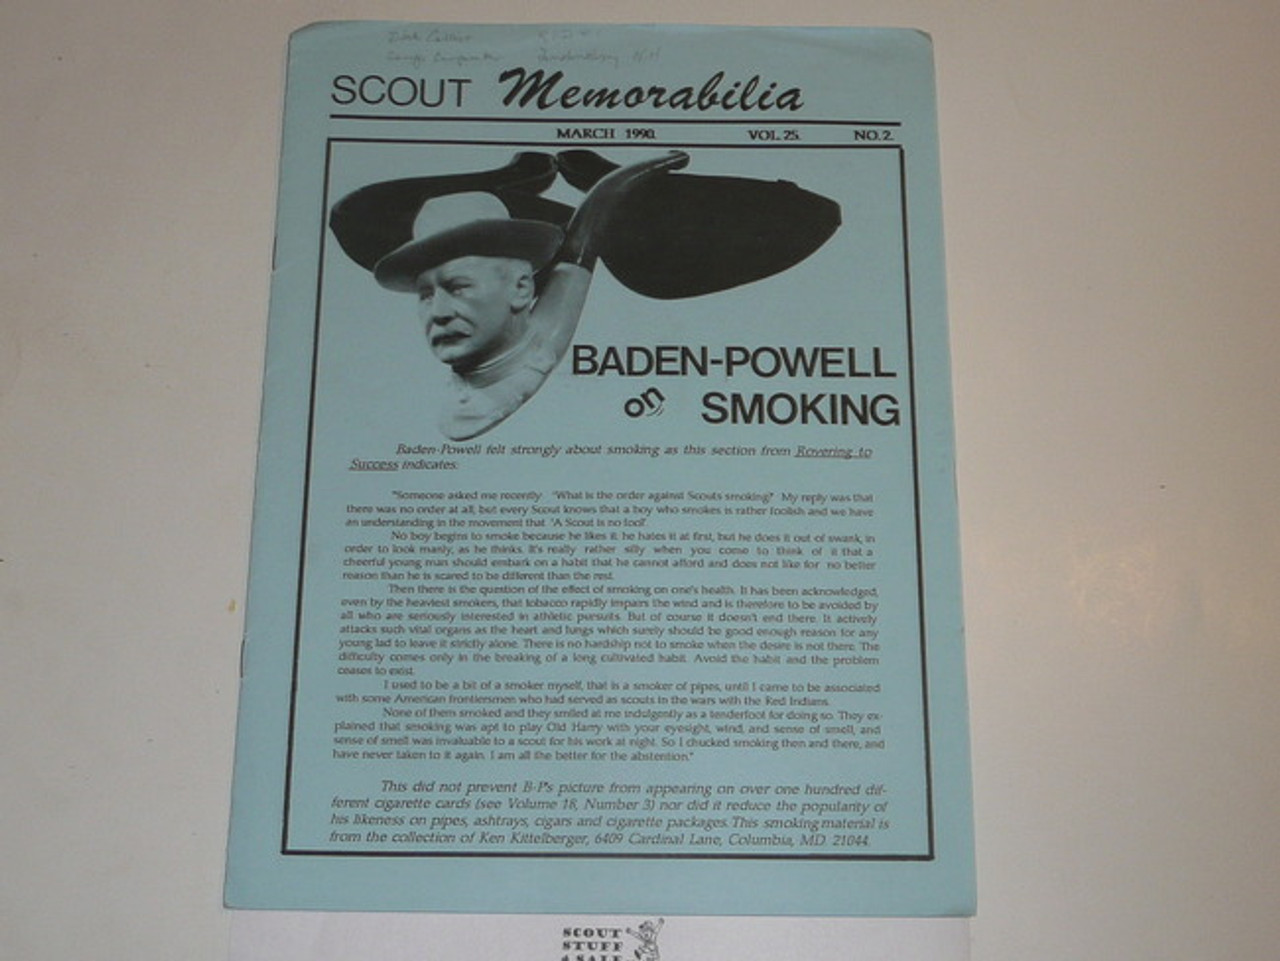 SCOUT Memorabilia
MARCH 1990. VOL. 25. NO. 2.
BADEN-POWELL
on SMOKING
Baden-Powell felt strongly about smoking as this section from Rovering to
Success indicates:
"Someone asked me recently "What is the order against Scouts smoking?" My reply was that
there was no order at all, but every Scout knows that a boy who smokes is rather foolish and we have
an understanding in the movement that 'A Scout is no fool'.
No boy begins to smoke because he likes it: he hates it at first, but he does it out of swank, in
order to look manly, as he thinks. It's really rather silly when you come to think of it that a
cheerful young man should embark on a habit that he cannot afford and does not like for no better
reason than he is scared to be different than the rest.
Then there is the question of the effect of smoking on one's health. It has been acknowledged,
even by the heaviest smokers, that tobacco rapidly impairs the wind and is therefore to be avoided by
all who are seriously interested in athletic pursuits. But of course it doesn't end there. It actively
attacks such vital organs as the heart and lungs which surely should be good enough reason for any
young lad to leave it strictly alone. There is no hardship not to smoke when the desire is not there. The
difficulty comes only in the breaking of a long cultivated habit. Avoid the habit and the problem
ceases to exist.
I used to be a bit of a smoker myself, that is a smoker of pipes, until I came to be associated
with some American frontiersmen who had served as scouts in the wars with the Red Indians.
None of them smoked and they smiled at me indulgently as a tenderfoot for doing so. They ex-
plained that smoking was apt to play Old Harry with your eyesight, wind, and sense of smell, and
sense of smell was invaluable to a scout for his work at night. So I chucked smoking then and there, and
have never taken to it again. I am all the better for the abstention."
This did not prevent B-P's picture from appearing on over one hundred dif-
ferent cigarette cards (see Volume 18, Number 3) nor did it reduce the popularity of
his likeness on pipes, ashtrays, cigars and cigarette packages. This smoking material is
from the collection of Ken Kittelberger, 6409 Cardinal Lane, Columbia, MD. 21044.
SCOUT
STUFF
4 SALE